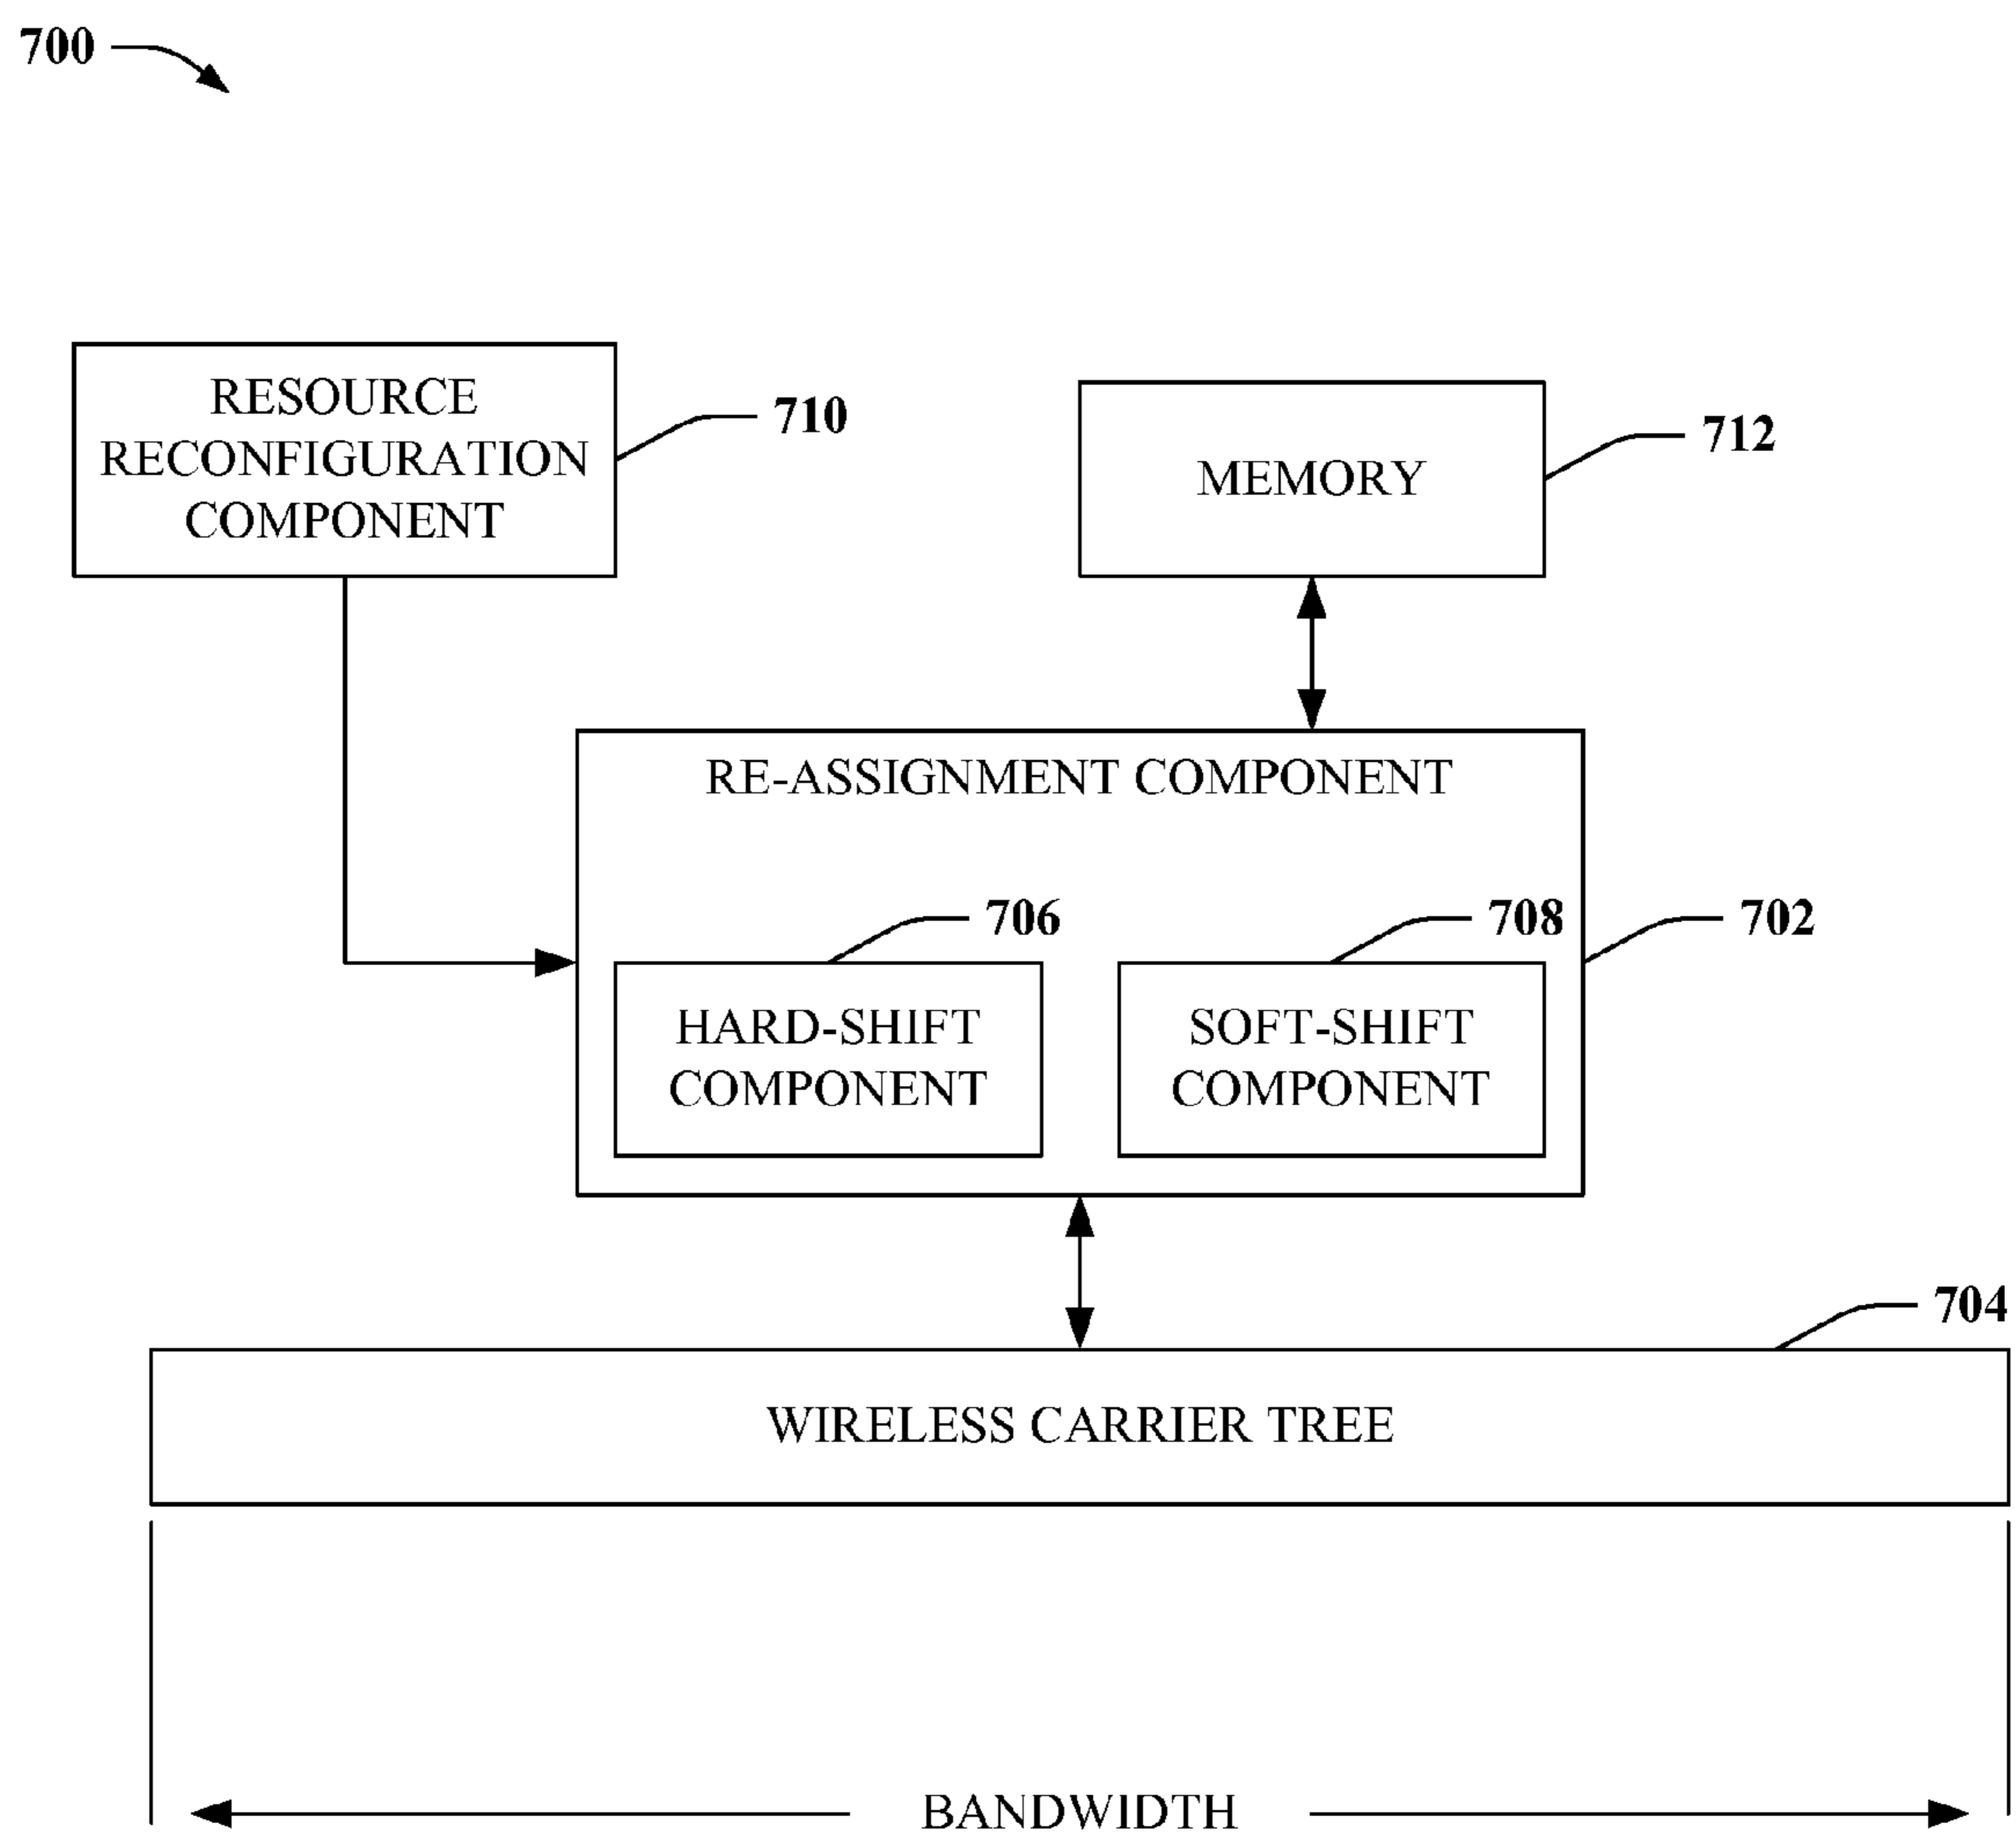 700
RESOURCE
RECONFIGURATION
COMPONENT
710
MEMORY
712
RE-ASSIGNMENT COMPONENT
706
708
702
HARD-SHIFT
COMPONENT
SOFT-SHIFT
COMPONENT
704
WIRELESS CARRIER TREE
BANDWIDTH